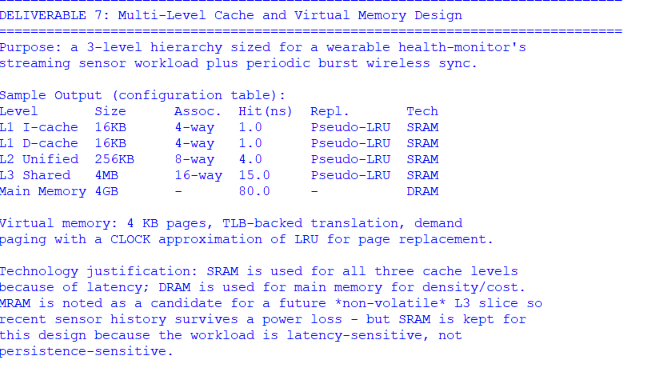 ================================================================================
DELIVERABLE 7: Multi-Level Cache and Virtual Memory Design
================================================================================
Purpose: a 3-level hierarchy sized for a wearable health-monitor's
streaming sensor workload plus periodic burst wireless sync.

Sample Output (configuration table):
Level       Size      Assoc.  Hit(ns)  Repl.       Tech
L1 I-cache  16KB      4-way   1.0      Pseudo-LRU  SRAM
L1 D-cache  16KB      4-way   1.0      Pseudo-LRU  SRAM
L2 Unified  256KB     8-way   4.0      Pseudo-LRU  SRAM
L3 Shared   4MB       16-way  15.0     Pseudo-LRU  SRAM
Main Memory 4GB       -       80.0     -           DRAM

Virtual memory: 4 KB pages, TLB-backed translation, demand
paging with a CLOCK approximation of LRU for page replacement.

Technology justification: SRAM is used for all three cache levels
because of latency; DRAM is used for main memory for density/cost.
MRAM is noted as a candidate for a future *non-volatile* L3 slice so
recent sensor history survives a power loss - but SRAM is kept for
this design because the workload is latency-sensitive, not
persistence-sensitive.